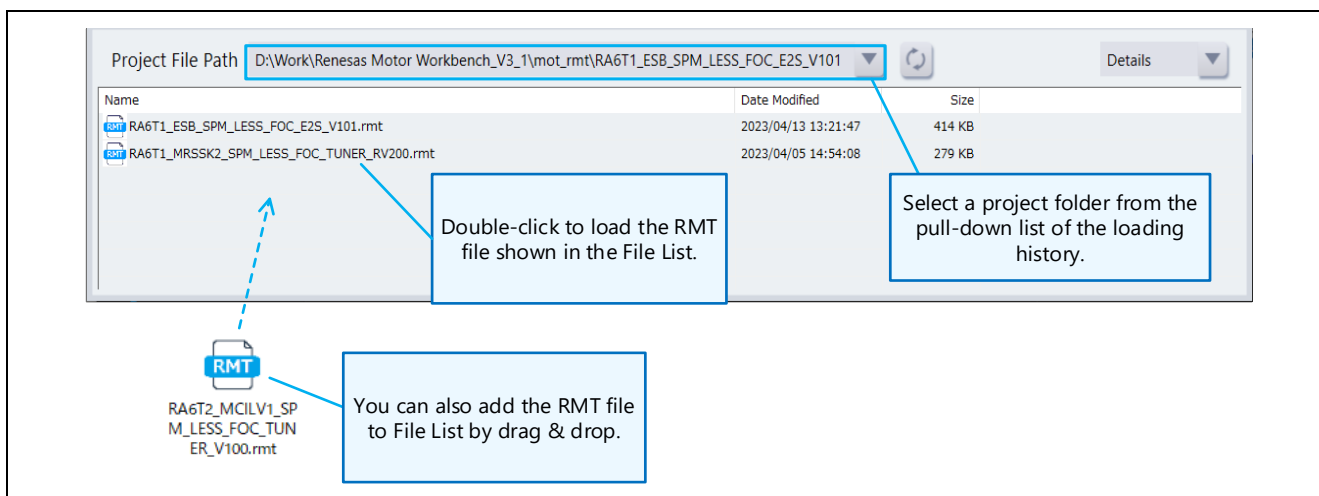 Project File Path D:\Work\Renesas Motor Workbench_V3_1\mot_rmt\RA6T1_ESB_SPM_LESS_FOC_E2S_V101 Details
Name Date Modified Size
RMT RA6T1_ESB_SPM_LESS_FOC_E2S_V101.rmt 2023/04/13 13:21:47 414 KB
RMT RA6T1_MRSSK2_SPM_LESS_FOC_TUNER_RV200.rmt 2023/04/05 14:54:08 279 KB
Double-click to load the RMT
file shown in the File List.
Select a project folder from the
pull-down list of the loading
history.
RMT
RA6T2_MCILV1_SP
M_LESS_FOC_TUN
ER_V100.rmt
You can also add the RMT file
to File List by drag & drop.